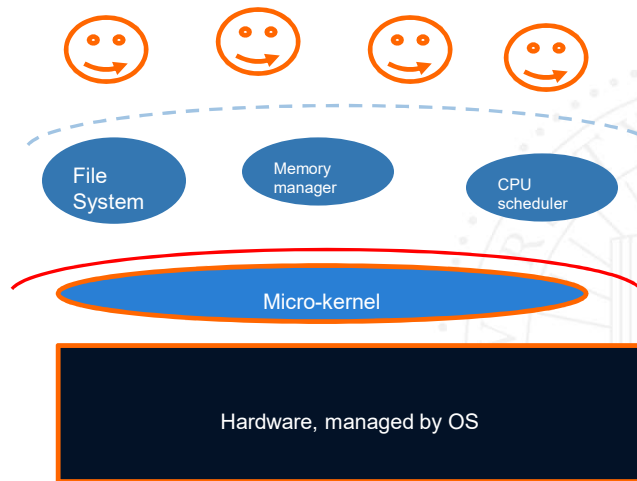 File
System
Memory
manager
CPU
scheduler
Micro-kernel
Hardware, managed by OS